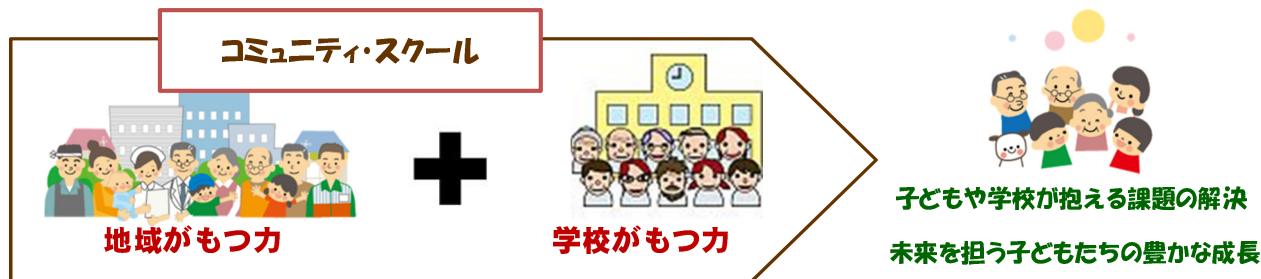 コミュニティ・スクール
地域がもつ力
学校がもつ力
子どもや学校が抱える課題の解決
未来を担う子どもたちの豊かな成長